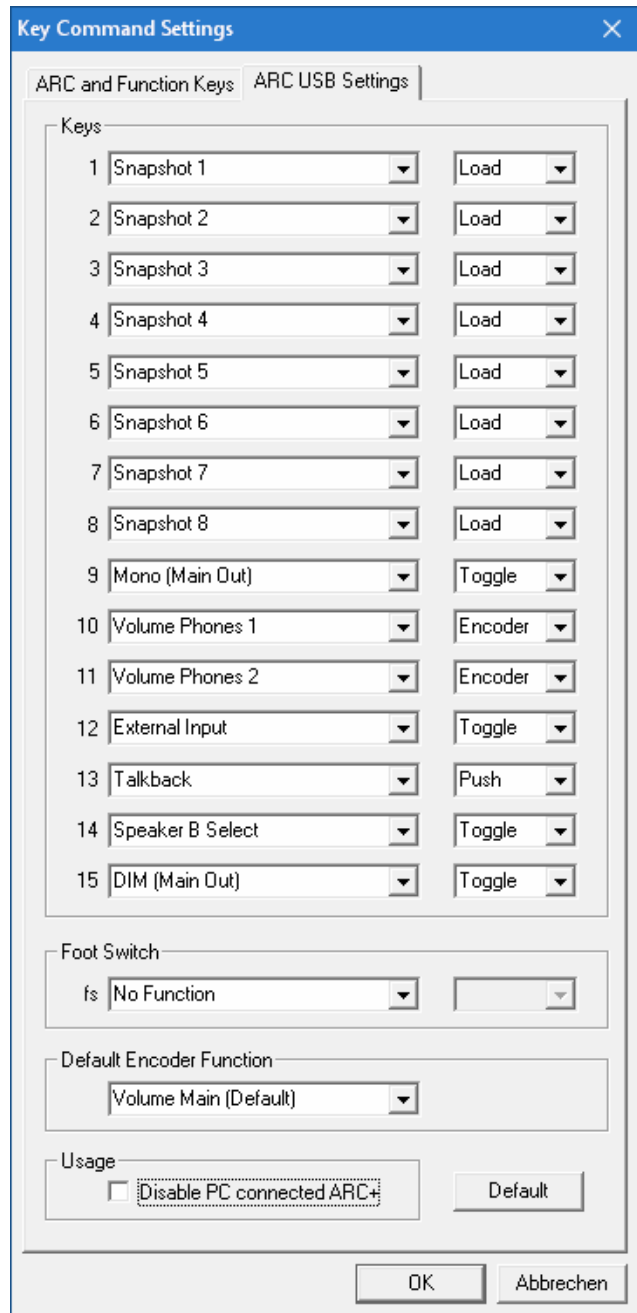 Key Command Settings
ARC and Function Keys ARC USB Settings
Keys
1 Snapshot 1 Load
2 Snapshot 2 Load
3 Snapshot 3 Load
4 Snapshot 4 Load
5 Snapshot 5 Load
6 Snapshot 6 Load
7 Snapshot 7 Load
8 Snapshot 8 Load
9 Mono (Main Out) Toggle
10 Volume Phones 1 Encoder
11 Volume Phones 2 Encoder
12 External Input Toggle
13 Talkback Push
14 Speaker B Select Toggle
15 DIM (Main Out) Toggle
Foot Switch
fs No Function
Default Encoder Function
Volume Main (Default)
Usage
Disable PC connected ARC+ Default
OK Abbrechen